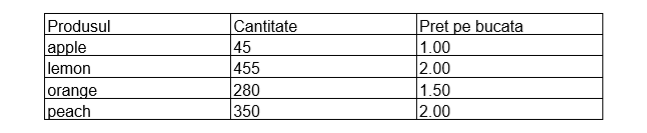 Produsul Cantitate Pret pe bucata
apple 45 1.00
lemon 455 2.00
orange 280 1.50
peach 350 2.00